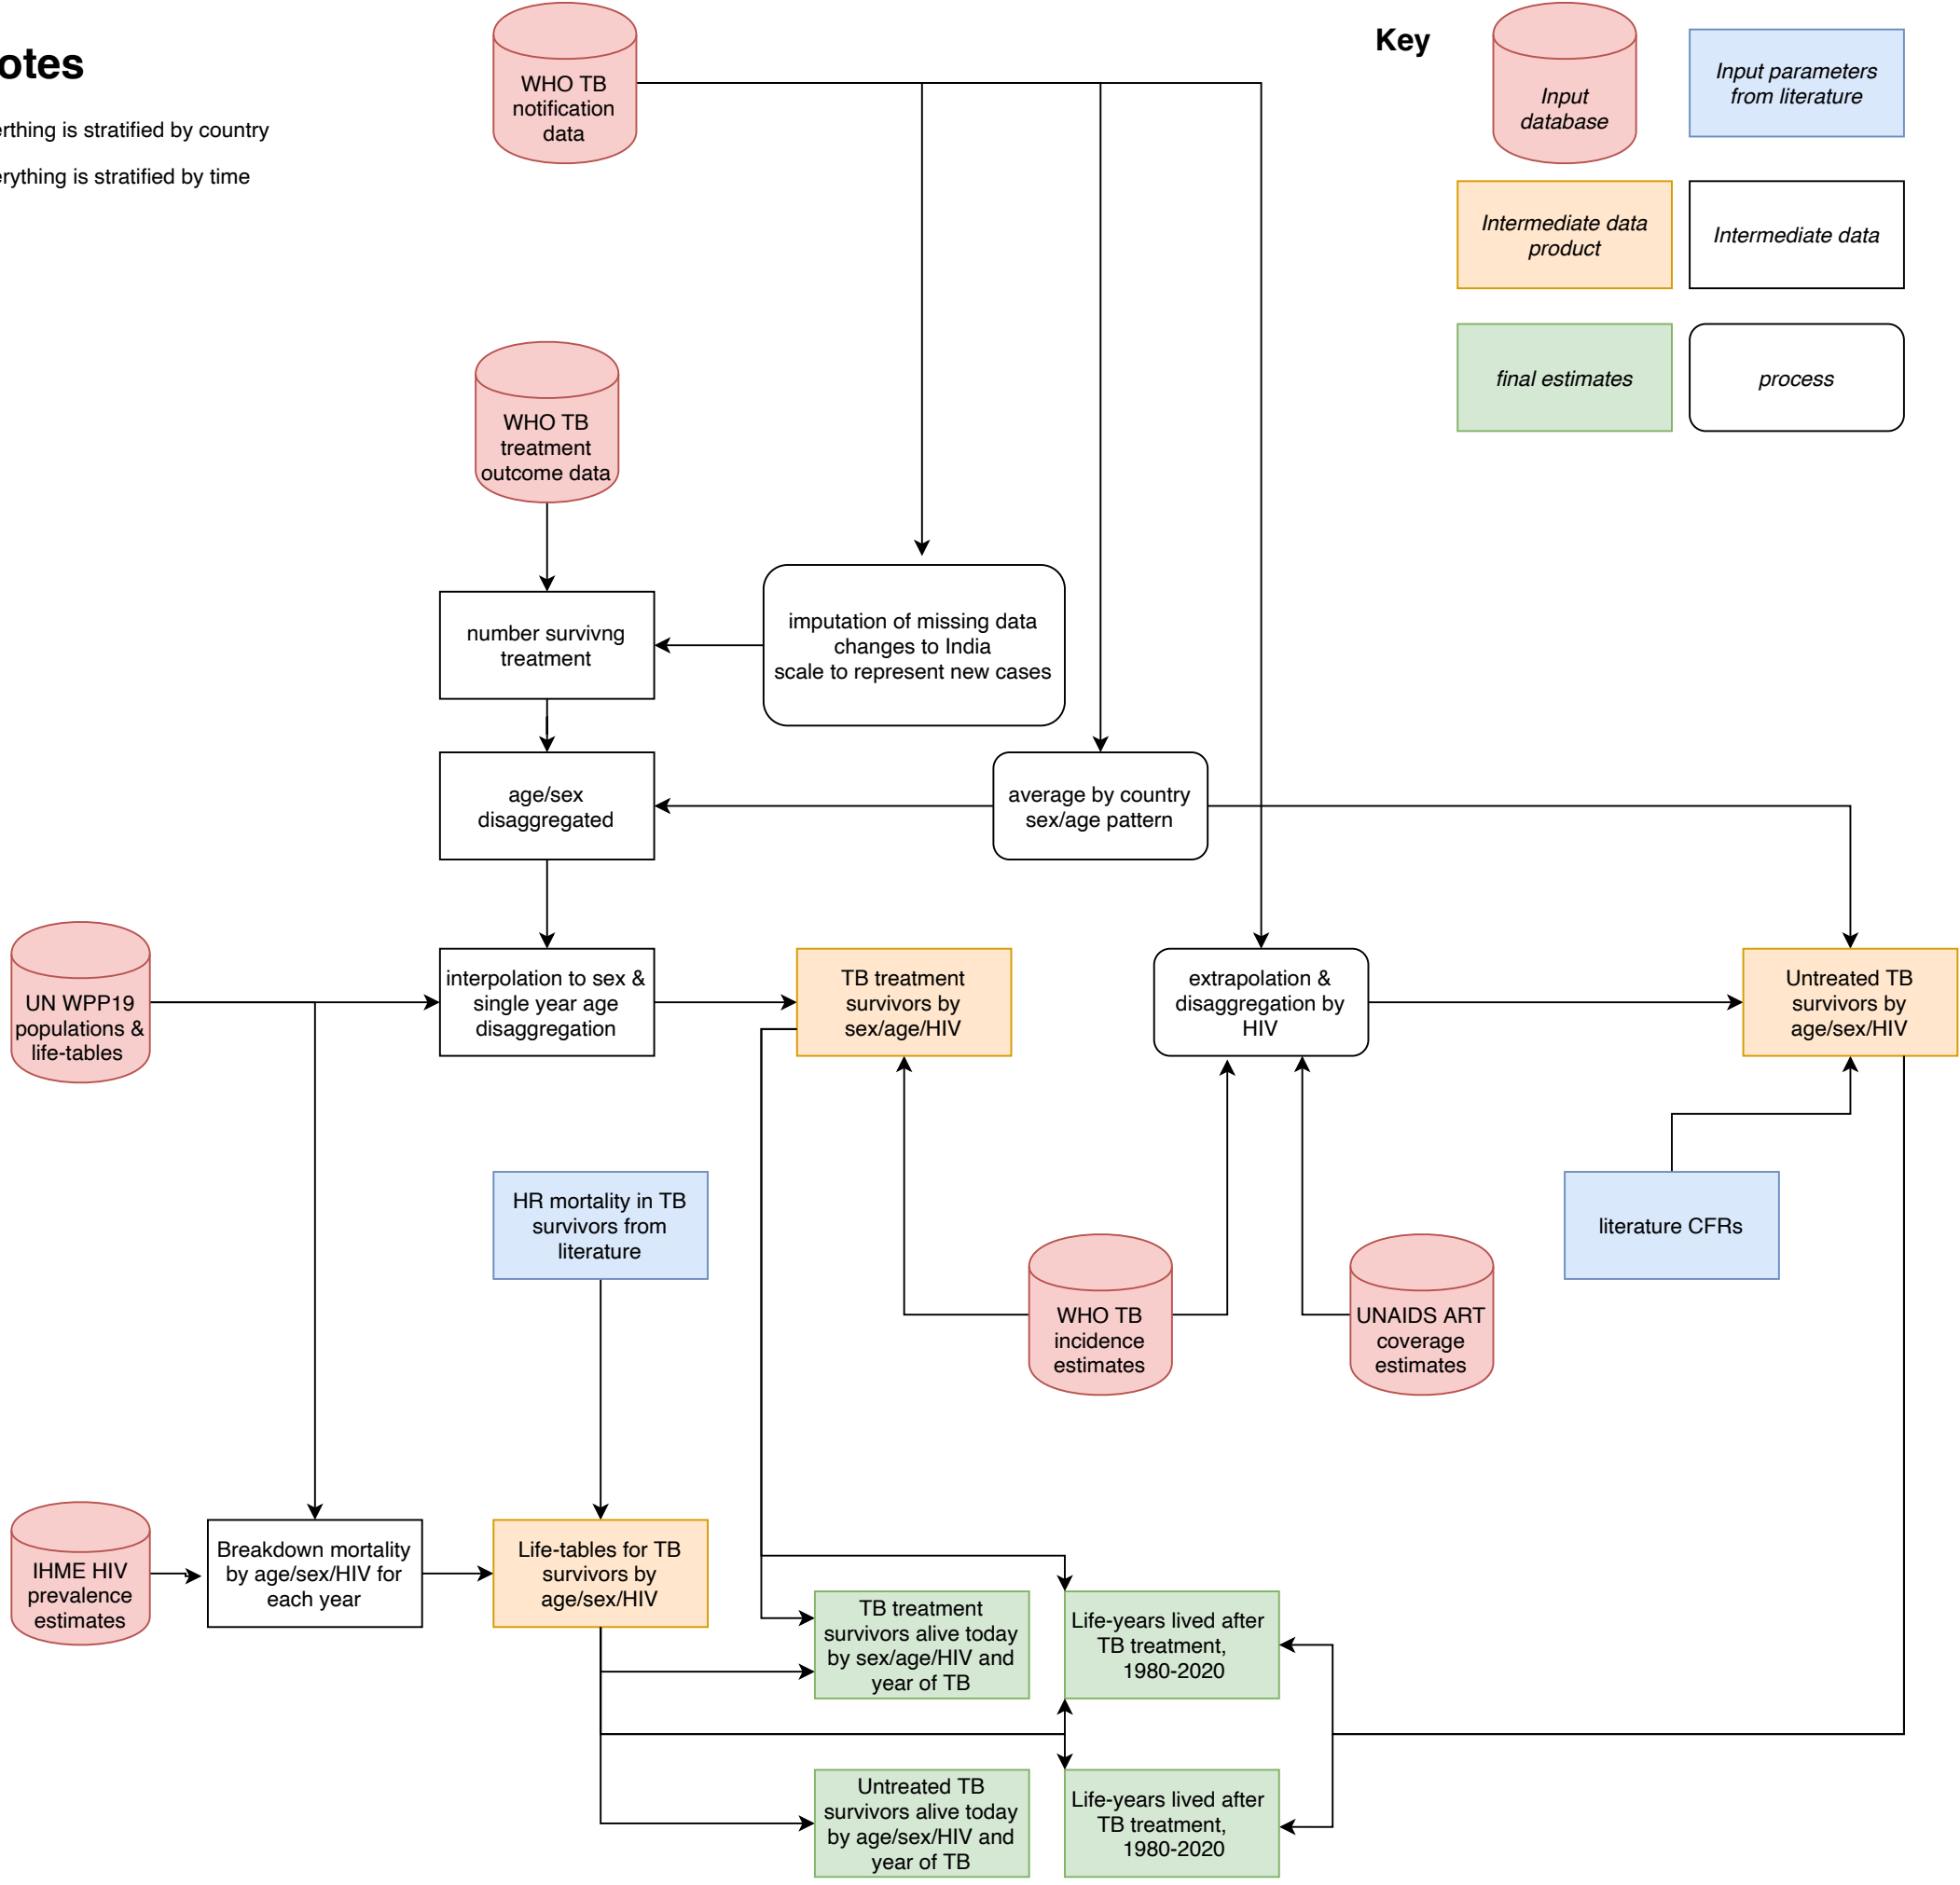 otes
erthing is stratified by country
erything is stratified by time
WHO TB
notification
data
Key
Input
database
Input parameters
from literature
Intermediate data
product
Intermediate data
final estimates
process
WHO TB
treatment
outcome data
number survivng
treatment
imputation of missing data
changes to India
scale to represent new cases
age/sex
disaggregated
average by country
sex/age pattern
UN WPP19
populations &
life-tables
interpolation to sex &
single year age
disaggregation
TB treatment
survivors by
sex/age/HIV
extrapolation &
disaggregation by
HIV
Untreated TB
survivors by
age/sex/HIV
HR mortality in TB
survivors from
literature
literature CFRs
WHO TB
incidence
estimates
UNAIDS ART
coverage
estimates
IHME HIV
prevalence
estimates
Breakdown mortality
by age/sex/HIV for
each year
Life-tables for TB
survivors by
age/sex/HIV
TB treatment
survivors alive today
by sex/age/HIV and
year of TB
Life-years lived after
TB treatment,
1980-2020
Untreated TB
survivors alive today
by age/sex/HIV and
year of TB
Life-years lived after
TB treatment,
1980-2020